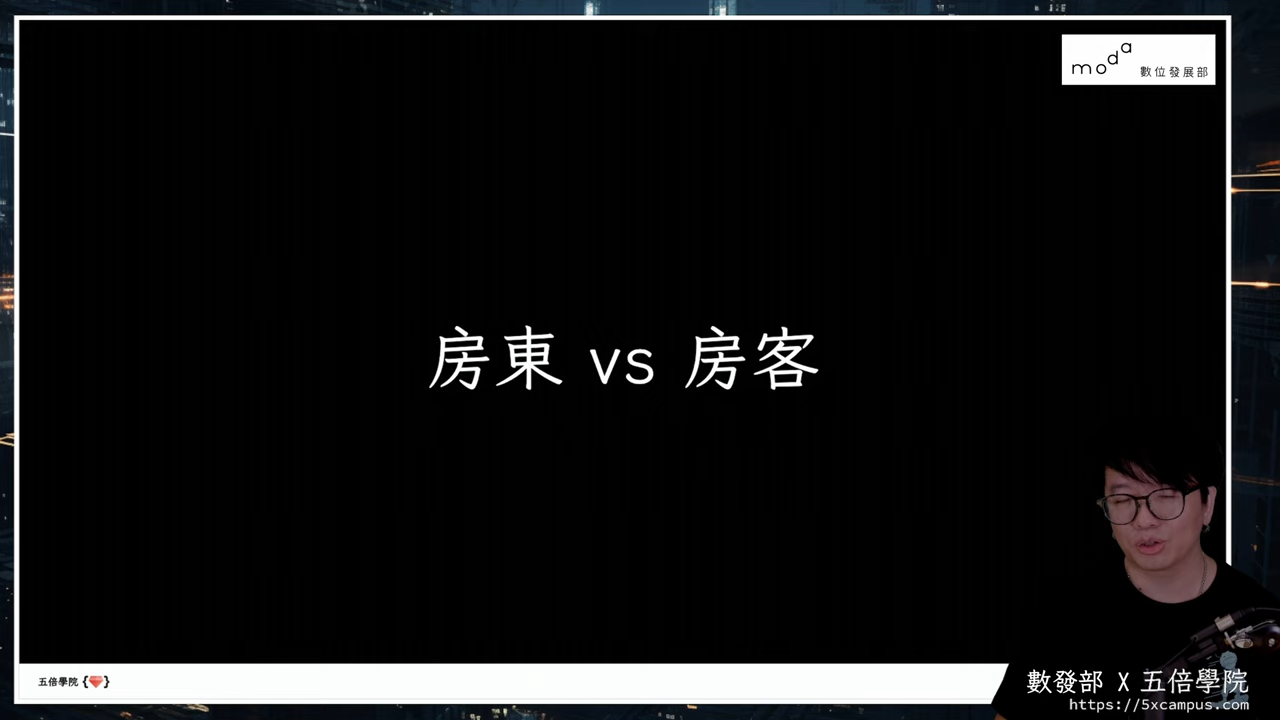 moda 數位發展部
房東 vs 房客
五倍學院 {❤}
數發部 X 五倍學院
https://5xcampus.com